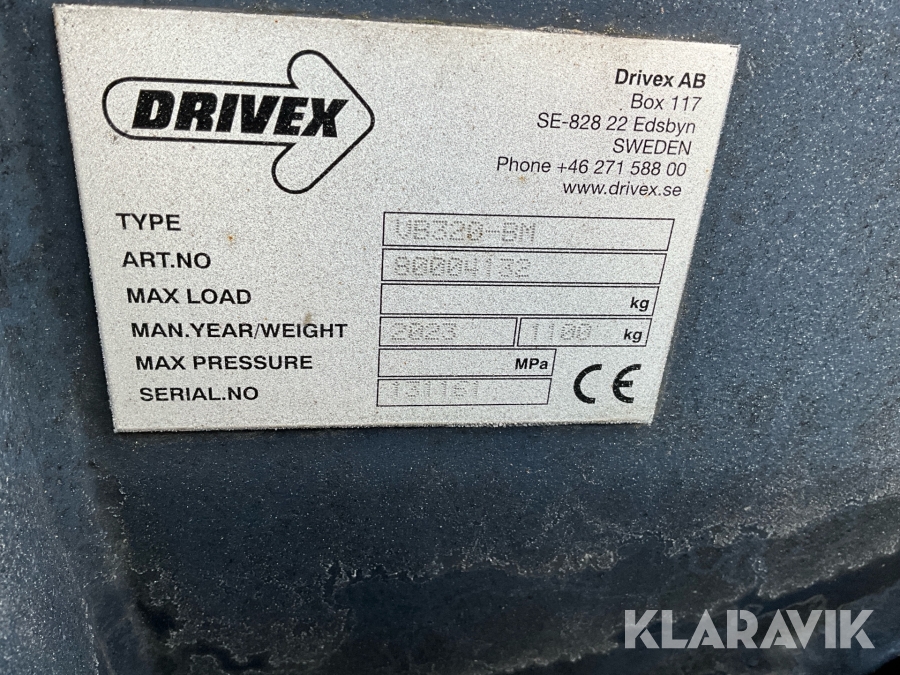 DRIVEX
Drivex AB
Box 117
SE-828 22 Edsbyn
SWEDEN
Phone +46 271 588 00
www.drivex.se
TYPE VB320-BM
ART.NO 80004132
MAX LOAD kg
MAN.YEAR/WEIGHT 2023 1100 kg
MAX PRESSURE MPa
SERIAL.NO 131161
CE
KLARAVIK